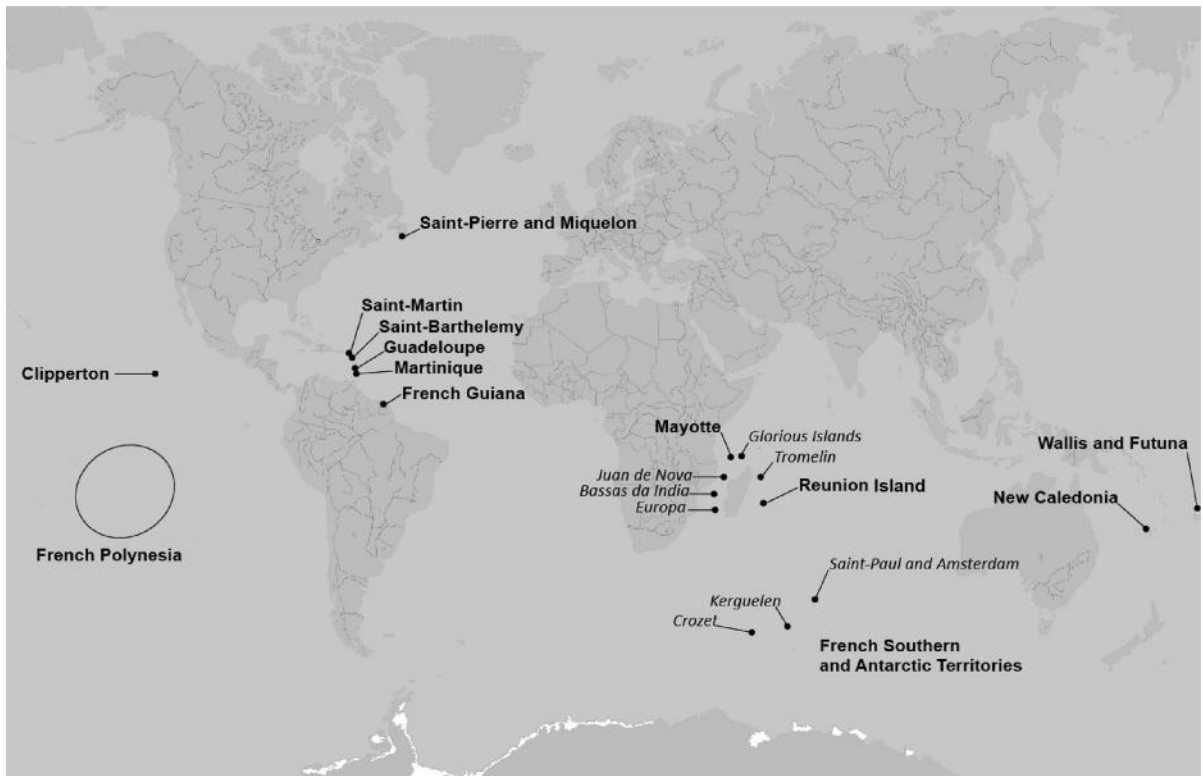 Saint-Pierre and Miquelon
Saint-Martin
Saint-Barthelemy
Guadeloupe
Martinique
Clipperton
French Guiana
Mayotte
Glorious Islands
Tromelin
Juan de Nova
Bassas da India
Europa
Reunion Island
Wallis and Futuna
New Caledonia
French Polynesia
Saint-Paul and Amsterdam
Kerguelen
Crozet
French Southern
and Antarctic Territories